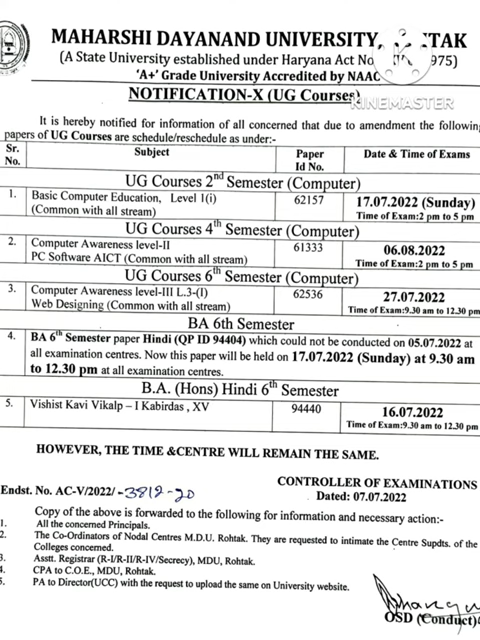 MAHARSHI DAYANAND UNIVERSITY, TAK
(A State University established under Haryana Act No 975)
'A+' Grade University Accredited by NAAC
NOTIFICATION-X (UG Courses)
KINEMASTER
It is hereby notified for information of all concerned that due to amendment the following
papers of UG Courses are schedule/reschedule as under:-
Sr. No. Subject Paper Id No. Date & Time of Exams
UG Courses 2nd Semester (Computer)
1. Basic Computer Education, Level 1(i) 62157 17.07.2022 (Sunday)
(Common with all stream) Time of Exam:2 pm to 5 pm
UG Courses 4th Semester (Computer)
2. Computer Awareness level-II 61333 06.08.2022
PC Software AICT (Common with all stream) Time of Exam:2 pm to 5 pm
UG Courses 6th Semester (Computer)
3. Computer Awareness level-III L.3-(I) 62536 27.07.2022
Web Designing (Common with all stream) Time of Exam:9.30 am to 12.30 pm
BA 6th Semester
4. BA 6th Semester paper Hindi (QP ID 94404) which could not be conducted on 05.07.2022 at
all examination centres. Now this paper will be held on 17.07.2022 (Sunday) at 9.30 am
to 12.30 pm at all examination centres.
B.A. (Hons) Hindi 6th Semester
5. Vishist Kavi Vikalp – I Kabirdas , XV 94440 16.07.2022
Time of Exam:9.30 am to 12.30 pm
HOWEVER, THE TIME &CENTRE WILL REMAIN THE SAME.
CONTROLLER OF EXAMINATIONS
Endst. No. AC-V/2022/-3819-20 Dated: 07.07.2022
Copy of the above is forwarded to the following for information and necessary action:-
1. All the concerned Principals.
2. The Co-Ordinators of Nodal Centres M.D.U. Rohtak. They are requested to intimate the Centre Supdts. of the
Colleges concerned.
3. Asstt. Registrar (R-I/R-II/R-IV/Secrecy), MDU, Rohtak.
4. CPA to C.O.E., MDU, Rohtak.
5. PA to Director(UCC) with the request to upload the same on University website.
OSD (Conduct)